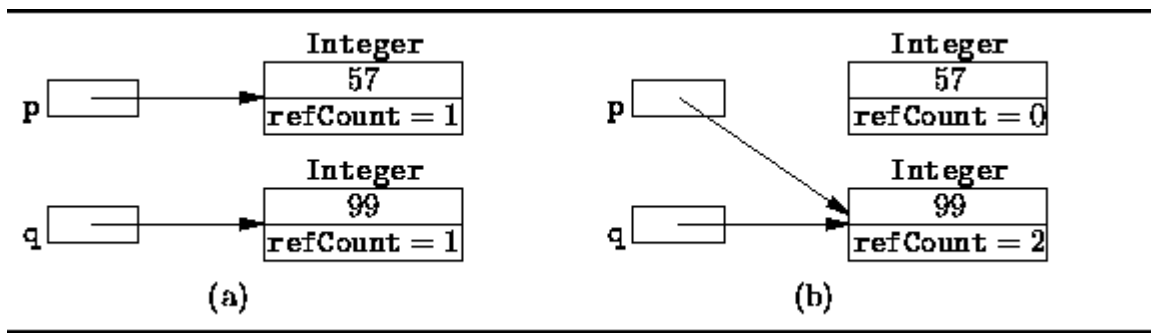 Integer
57
p
refCount = 1
Integer
99
q
refCount = 1
(a)
Integer
57
p
refCount = 0
Integer
99
q
refCount = 2
(b)